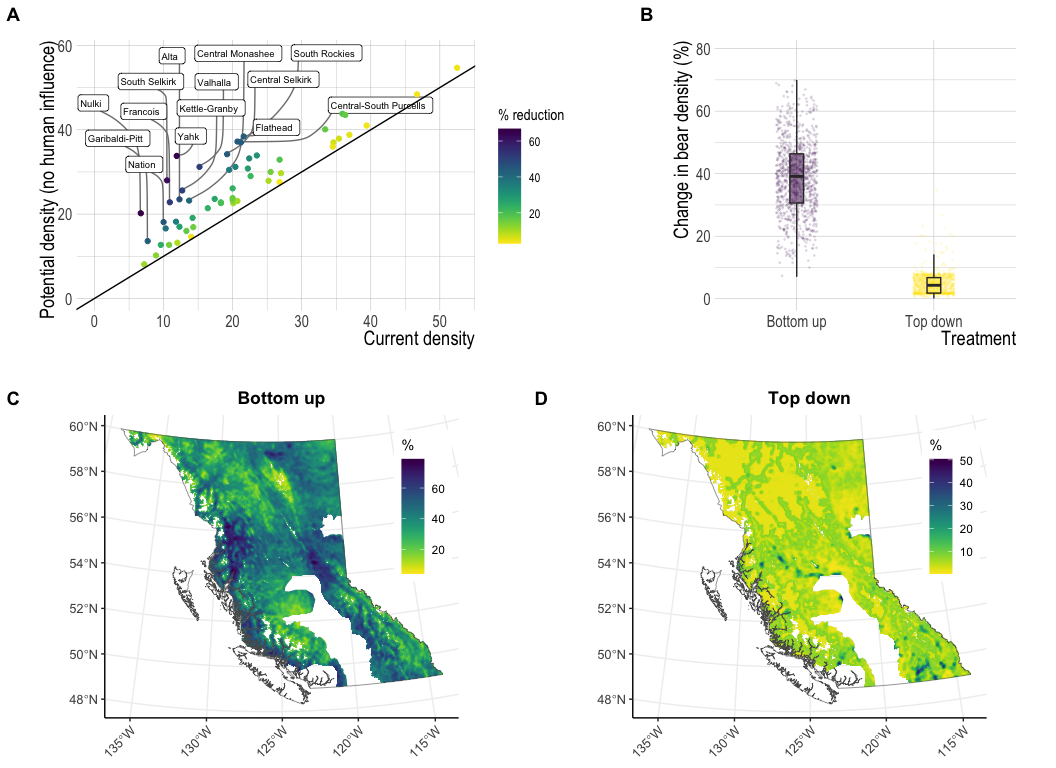 A
Potential density (no human influence)
60
40
20
0
Alta
Central Monashee
South Rockies
South Selkirk
Valhalla
Central Selkirk
Nulki
Francois
Kettle-Granby
Central-South Purcells
Garibaldi-Pitt
Yahk
Flathead
Nation
0
10
20
30
40
50
Current density
% reduction
60
40
20
B
Change in bear density (%)
80
60
40
20
0
Bottom up
Top down
Treatment
C
Bottom up
60°N
58°N
56°N
54°N
52°N
50°N
48°N
135°W
130°W
125°W
120°W
115°W
%
60
40
20
D
Top down
60°N
58°N
56°N
54°N
52°N
50°N
48°N
135°W
130°W
125°W
120°W
115°W
%
50
40
30
20
10